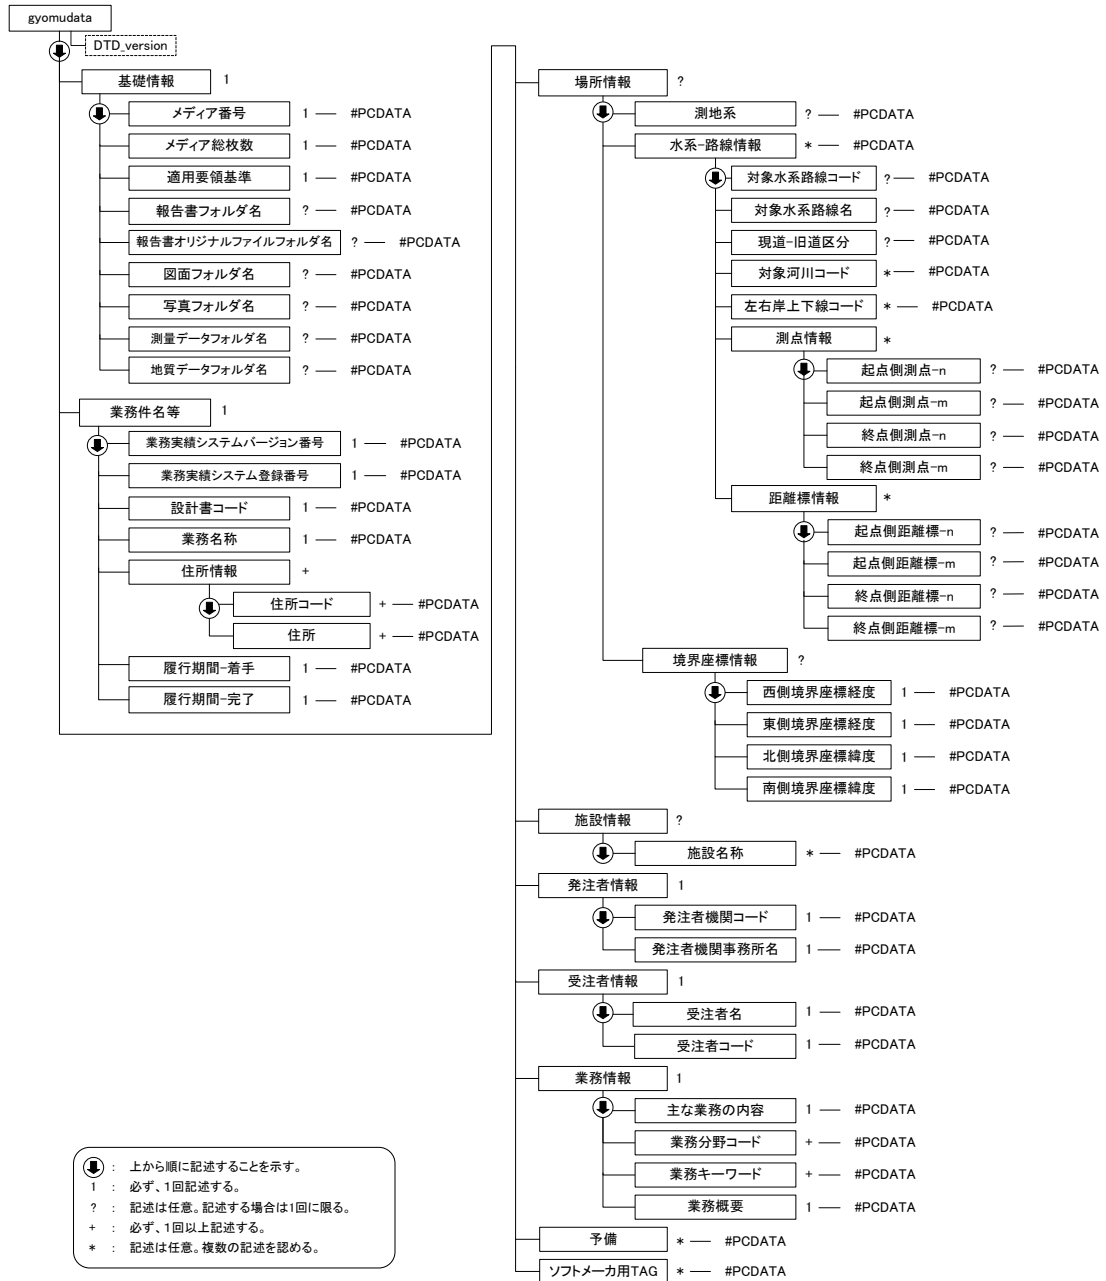 gyomudata
DTD_version
基礎情報 1
メディア番号 1 #PCDATA
メディア総枚数 1 #PCDATA
適用要領基準 1 #PCDATA
報告書フォルダ名 ? #PCDATA
報告書オリジナルファイルフォルダ名 ? #PCDATA
図面フォルダ名 ? #PCDATA
写真フォルダ名 ? #PCDATA
測量データフォルダ名 ? #PCDATA
地質データフォルダ名 ? #PCDATA
業務件名等 1
業務実績システムバージョン番号 1 #PCDATA
業務実績システム登録番号 1 #PCDATA
設計書コード 1 #PCDATA
業務名称 1 #PCDATA
住所情報 +
住所コード + #PCDATA
住所 + #PCDATA
履行期間-着手 1 #PCDATA
履行期間-完了 1 #PCDATA
場所情報 ?
測地系 ? #PCDATA
水系-路線情報 * #PCDATA
対象水系路線コード ? #PCDATA
対象水系路線名 ? #PCDATA
現道-旧道区分 ? #PCDATA
対象河川コード * #PCDATA
左右岸上下線コード * #PCDATA
測点情報 *
起点側測点-n ? #PCDATA
起点側測点-m ? #PCDATA
終点側測点-n ? #PCDATA
終点側測点-m ? #PCDATA
距離標情報 *
起点側距離標-n ? #PCDATA
起点側距離標-m ? #PCDATA
終点側距離標-n ? #PCDATA
終点側距離標-m ? #PCDATA
境界座標情報 ?
西側境界座標経度 1 #PCDATA
東側境界座標経度 1 #PCDATA
北側境界座標緯度 1 #PCDATA
南側境界座標緯度 1 #PCDATA
施設情報 ?
施設名称 * #PCDATA
発注者情報 1
発注者機関コード 1 #PCDATA
発注者機関事務所名 1 #PCDATA
受注者情報 1
受注者名 1 #PCDATA
受注者コード 1 #PCDATA
業務情報 1
主な業務の内容 1 #PCDATA
業務分野コード + #PCDATA
業務キーワード + #PCDATA
業務概要 1 #PCDATA
予備 * #PCDATA
ソフトメーカ用TAG * #PCDATA
: 上から順に記述することを示す。
1 : 必ず、1回記述する。
? : 記述は任意。記述する場合は1回に限る。
+ : 必ず、1回以上記述する。
* : 記述は任意。複数の記述を認める。